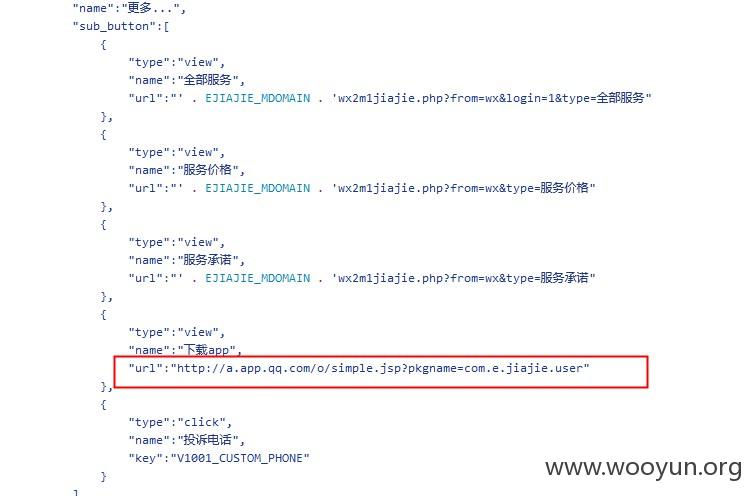 "name":"更多...",
"sub_button":[
{
"type":"view",
"name":"全部服务",
"url":"' . EJIAJIE_MDOMAIN . 'wx2m1jiajie.php?from=wx&login=1&type=全部服务"
},
{
"type":"view",
"name":"服务价格",
"url":"' . EJIAJIE_MDOMAIN . 'wx2m1jiajie.php?from=wx&type=服务价格"
},
{
"type":"view",
"name":"服务承诺",
"url":"' . EJIAJIE_MDOMAIN . 'wx2m1jiajie.php?from=wx&type=服务承诺"
},
{
"type":"view",
"name":"下载app",
"url":"http://a.app.qq.com/o/simple.jsp?pkgname=com.e.jiajie.user"
},
{
"type":"click",
"name":"投诉电话",
"key":"V1001_CUSTOM_PHONE"
}
]
www.wooyun.org